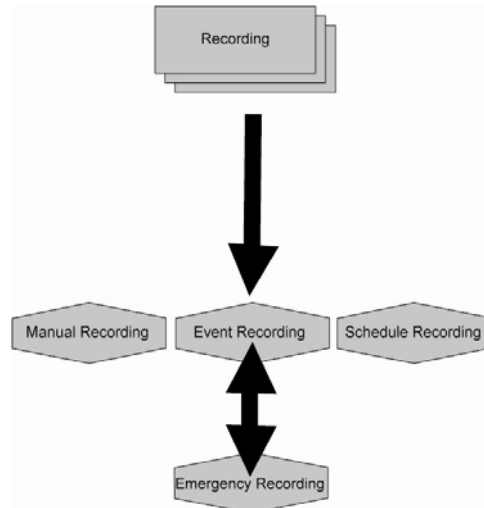 Recording
Manual Recording
Event Recording
Schedule Recording
Emergency Recording